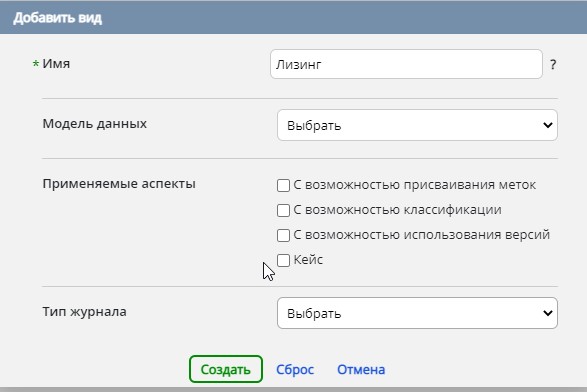 Добавить вид
* Имя
Лизинг
?
Модель данных
Выбрать
Применяемые аспекты
С возможностью присваивания меток
С возможностью классификации
С возможностью использования версий
Кейс
Тип журнала
Выбрать
Создать Сброс Отмена